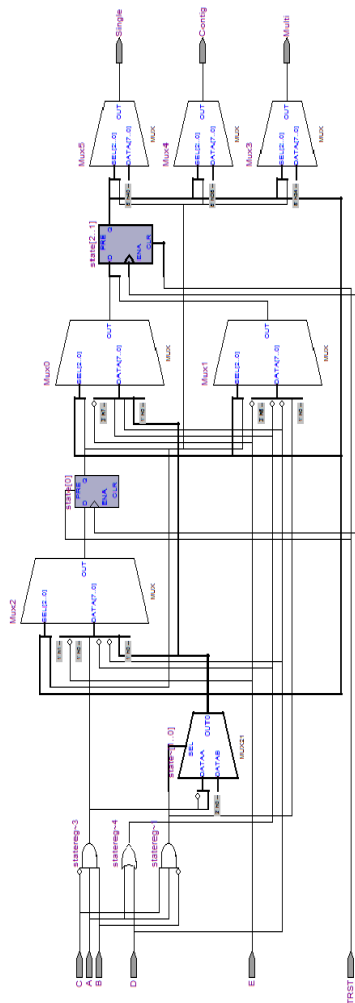 Single
Contig
Multi
Mux5
SEL[2..0]
DATA[7..0]
OUT
MUX
Mux4
SEL[2..0]
DATA[7..0]
OUT
MUX
Mux3
SEL[2..0]
DATA[7..0]
OUT
MUX
state[2..1]
PRE
D
Q
ENA
CLR
Mux0
SEL[2..0]
DATA[7..0]
OUT
MUX
Mux1
SEL[2..0]
DATA[7..0]
OUT
MUX
state[0]
PRE
D
Q
ENA
CLR
Mux2
SEL[2..0]
DATA[7..0]
OUT
MUX
SEL
DATAA
DATAB
OUT0
MUX21
statereg~3
statereg~4
statereg~1
C
A
B
D
E